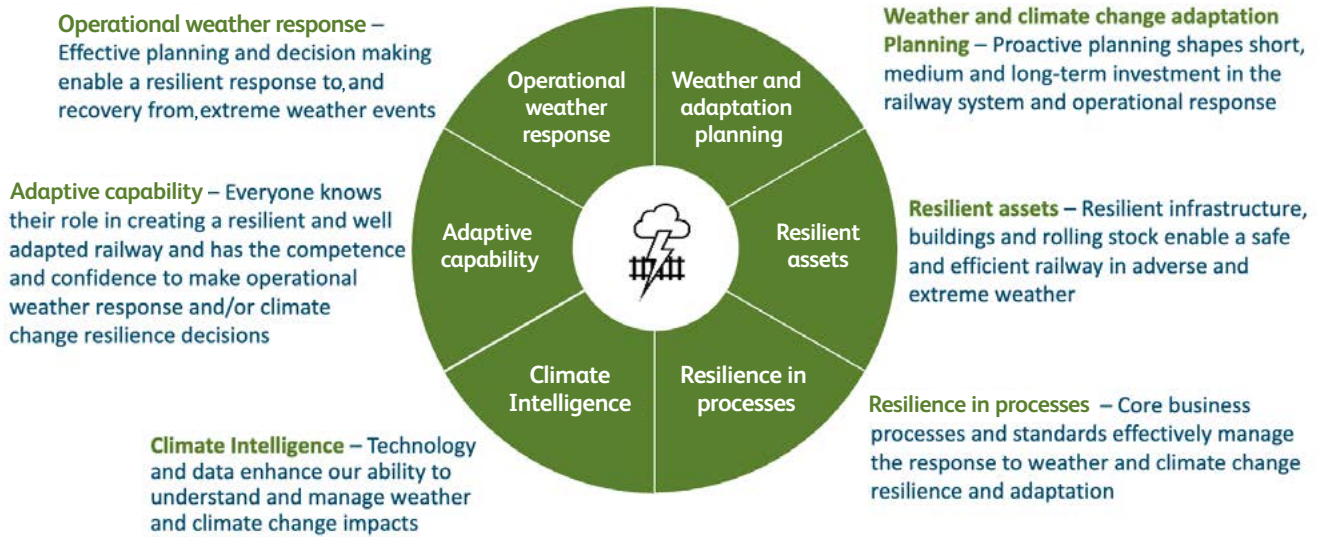 Operational weather response –
Effective planning and decision making
enable a resilient response to, and
recovery from, extreme weather events
Weather and climate change adaptation
Planning – Proactive planning shapes short,
medium and long-term investment in the
railway system and operational response
Operational
weather
response
Weather and
adaptation
planning
Adaptive capability – Everyone knows
their role in creating a resilient and well
adapted railway and has the competence
and confidence to make operational
weather response and/or climate
change resilience decisions
Adaptive
capability
Resilient
assets
Resilient assets – Resilient infrastructure,
buildings and rolling stock enable a safe
and efficient railway in adverse and
extreme weather
Climate
Intelligence
Resilience in
processes
Climate Intelligence – Technology
and data enhance our ability to
understand and manage weather
and climate change impacts
Resilience in processes – Core business
processes and standards effectively manage
the response to weather and climate change
resilience and adaptation